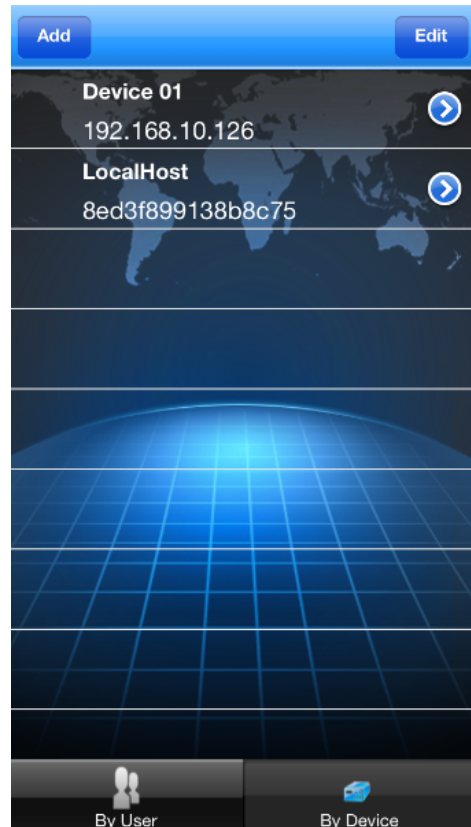 Add
Edit
Device 01
192.168.10.126
LocalHost
8ed3f899138b8c75
By User
By Device